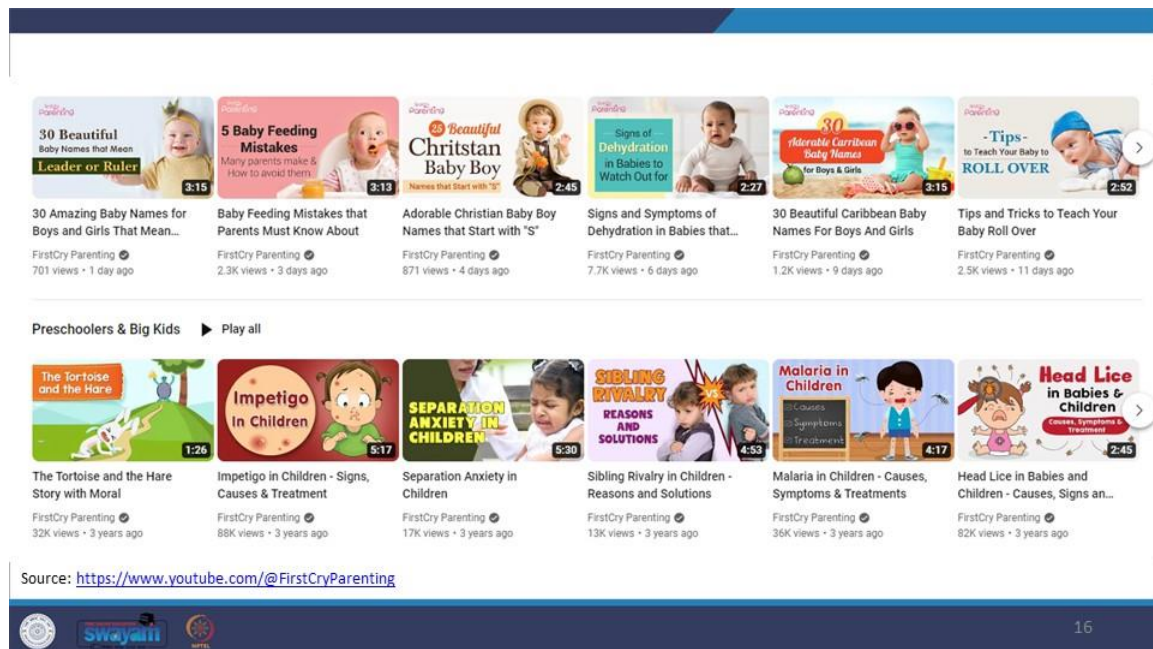 Parenting
30 Beautiful
Baby Names that Mean
Leader or Ruler
3:15
Parenting
5 Baby Feeding
Mistakes
Many parents make &
How to avoid them
3:13
Parenting
25 Beautiful
Chritstan
Baby Boy
Names that Start with "S"
2:45
Parenting
Signs of
Dehydration
in Babies to
Watch Out for
2:27
Parenting
30
Adorable Carribean
Baby Names
for Boys & Girls
3:15
Parenting
-Tips-
to Teach Your Baby to
ROLL OVER
2:52
30 Amazing Baby Names for
Boys and Girls That Mean...
FirstCry Parenting
701 views • 1 day ago
Baby Feeding Mistakes that
Parents Must Know About
FirstCry Parenting
2.3K views • 3 days ago
Adorable Christian Baby Boy
Names that Start with "S"
FirstCry Parenting
871 views • 4 days ago
Signs and Symptoms of
Dehydration in Babies that...
FirstCry Parenting
7.7K views • 6 days ago
30 Beautiful Caribbean Baby
Names For Boys And Girls
FirstCry Parenting
1.2K views • 9 days ago
Tips and Tricks to Teach Your
Baby Roll Over
FirstCry Parenting
2.5K views • 11 days ago
Preschoolers & Big Kids ▶ Play all
The Tortoise
and the Hare
1:26
Impetigo
In Children
5:17
SEPARATION
ANXIETY IN
CHILDREN
5:30
SIBLING
RIVALRY
REASONS
AND
SOLUTIONS
VS
4:53
Malaria in
Children
Causes
Symptoms
Treatment
4:17
Head Lice
in Babies &
Children
Causes, Symptoms &
Treatment
2:45
The Tortoise and the Hare
Story with Moral
FirstCry Parenting
32K views • 3 years ago
Impetigo in Children - Signs,
Causes & Treatment
FirstCry Parenting
88K views • 3 years ago
Separation Anxiety in
Children
FirstCry Parenting
17K views • 3 years ago
Sibling Rivalry in Children -
Reasons and Solutions
FirstCry Parenting
13K views • 3 years ago
Malaria in Children - Causes,
Symptoms & Treatments
FirstCry Parenting
36K views • 3 years ago
Head Lice in Babies and
Children - Causes, Signs an...
FirstCry Parenting
82K views • 3 years ago
Source: https://www.youtube.com/@FirstCryParenting
swayam
NPTEL
16